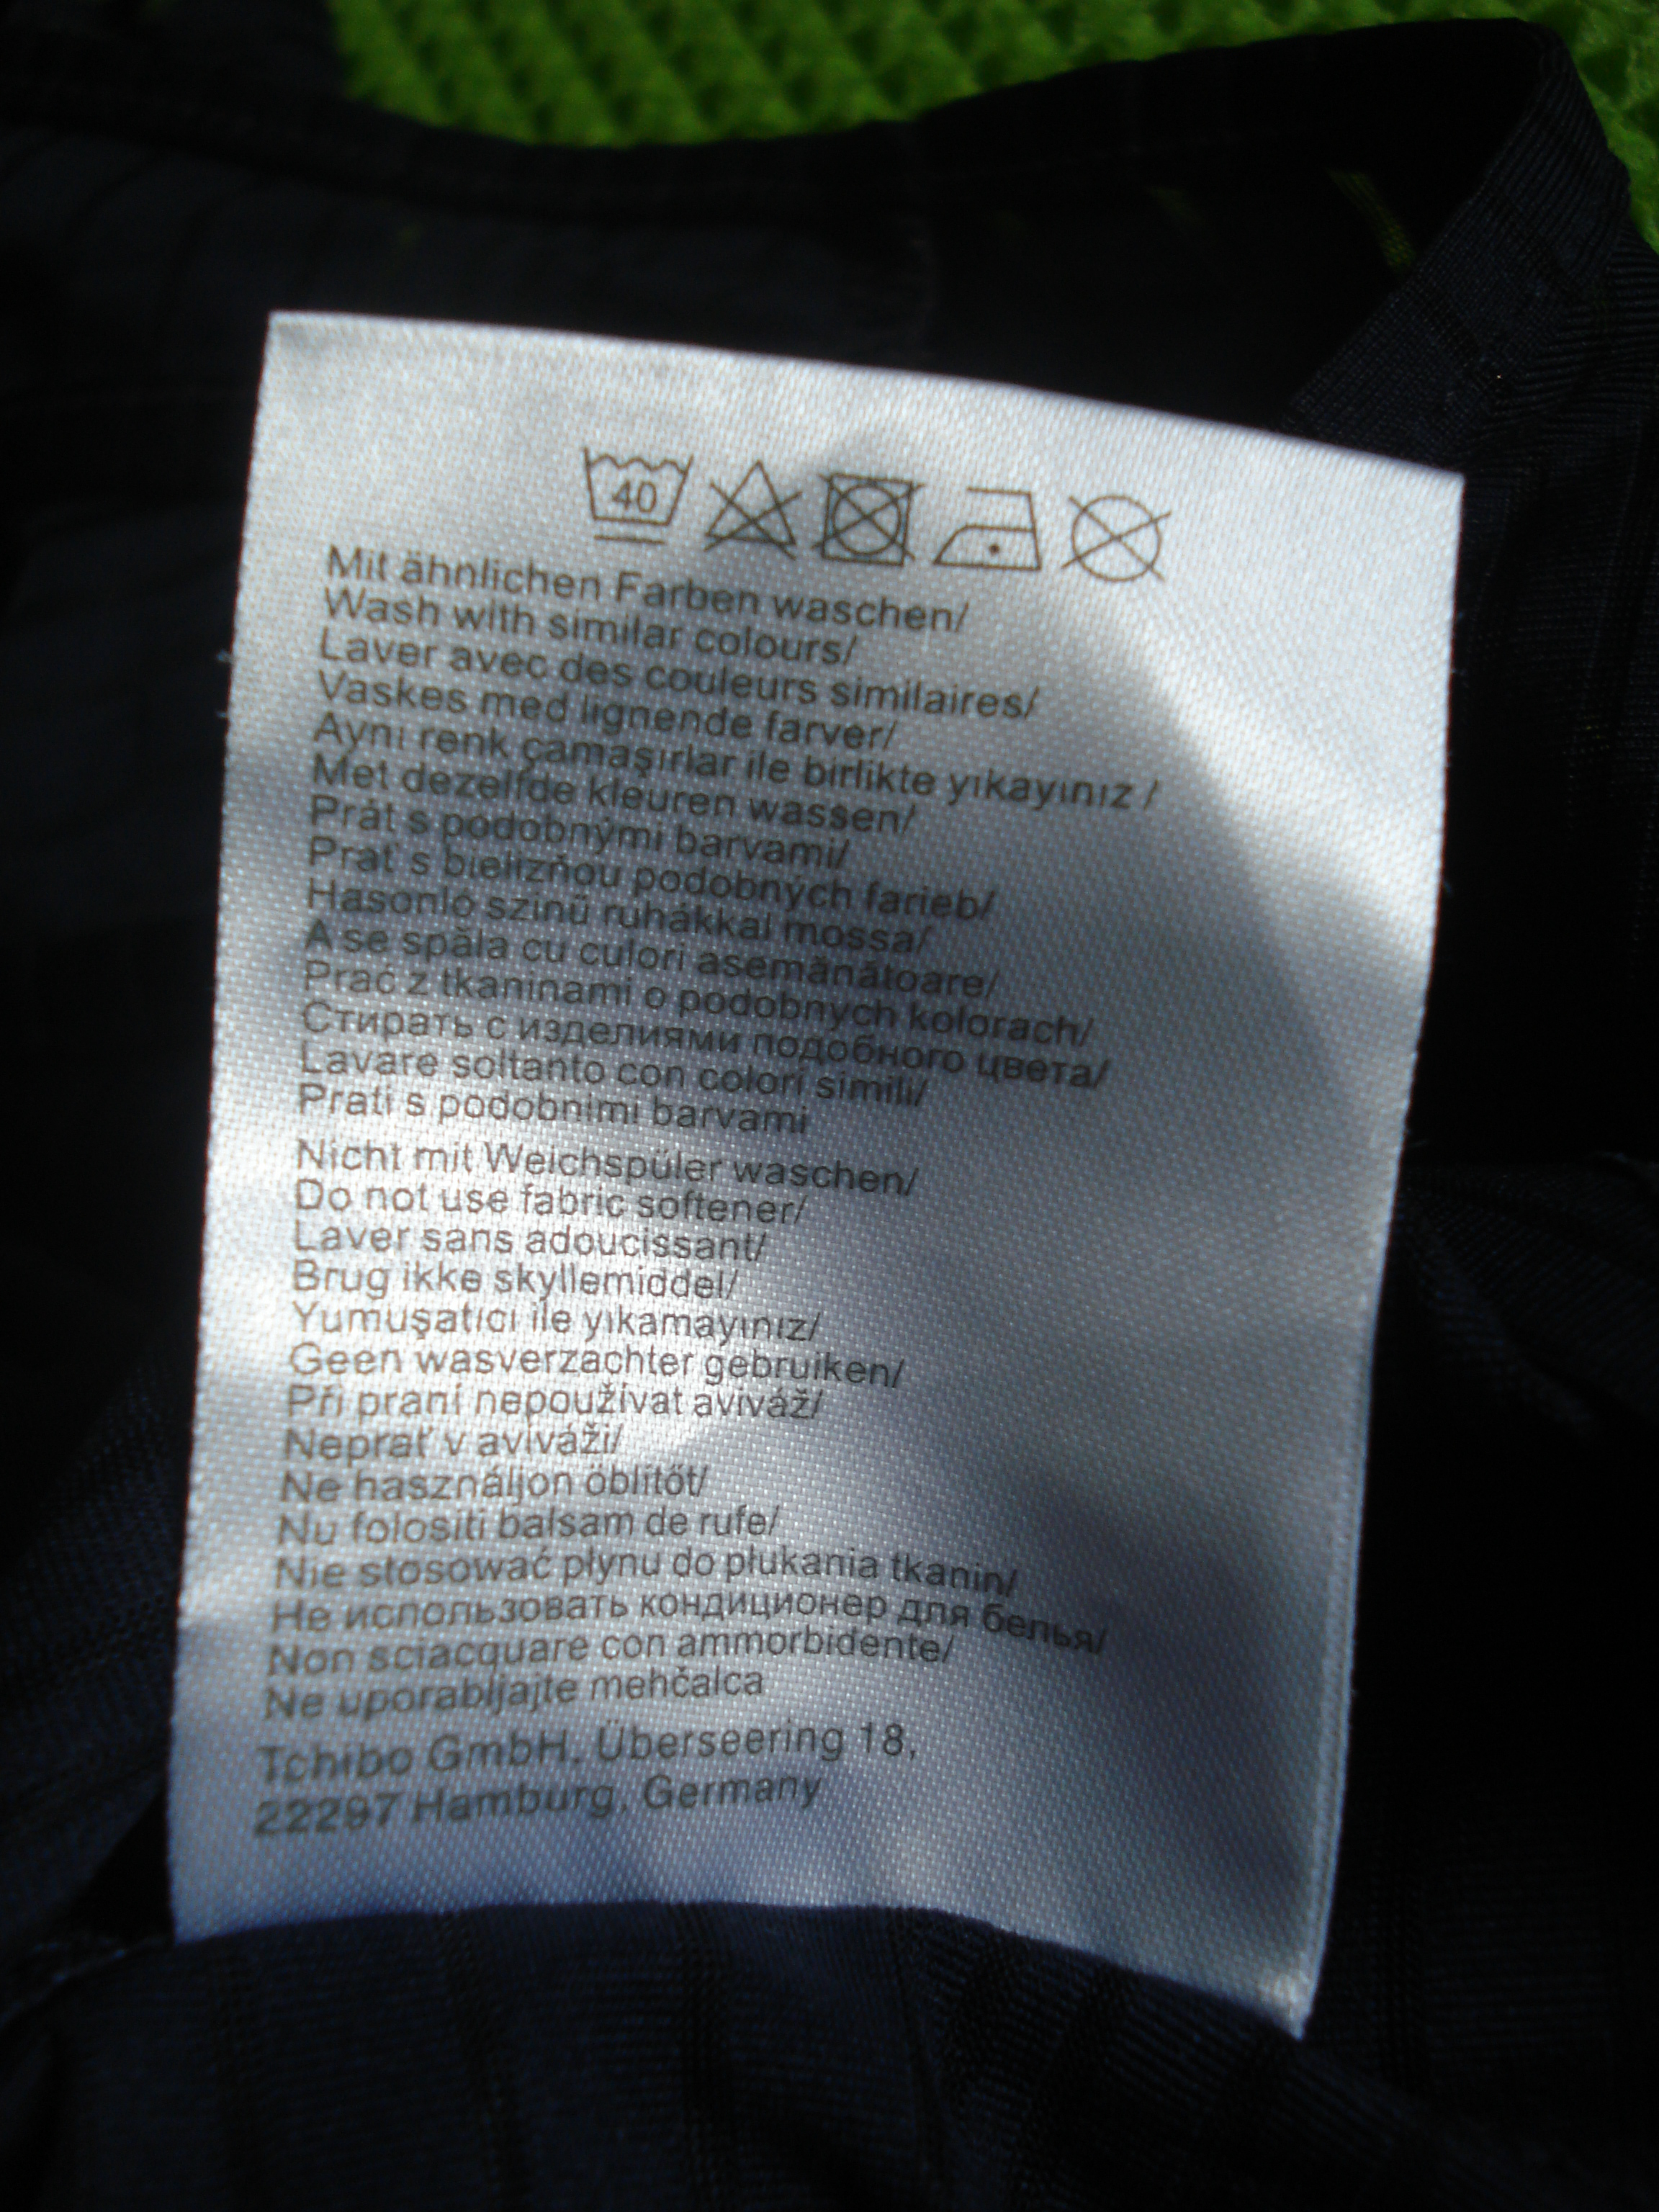 40
Mit ähnlichen Farben waschen/
Wash with similar colours/
Laver avec des couleurs similaires/
Vaskes med lignende farver/
Aynı renk çamaşırlar ile birlikte yıkayınız /
Met dezelfde kleuren wassen/
Prát s podobnými barvami/
Prať s bielizňou podobných farieb/
Hasonló színű ruhákkal mossa/
A se spăla cu culori asemănătoare/
Prać z tkaninami o podobnych kolorach/
Стирать с изделиями подобного цвета/
Lavare soltanto con colori simili/
Prati s podobnimi barvami
Nicht mit Weichspüler waschen/
Do not use fabric softener/
Laver sans adoucissant/
Brug ikke skyllemiddel/
Yumuşatıcı ile yıkamayınız/
Geen wasverzachter gebruiken/
Při praní nepoužívat aviváž/
Neprať v aviváži/
Ne használjon öblítőt/
Nu folositi balsam de rufe/
Nie stosować płynu do płukania tkanin/
Не использовать кондиционер для белья/
Non sciacquare con ammorbidente/
Ne uporabljajte mehčalca
Tchibo GmbH, Überseering 18,
22297 Hamburg, Germany